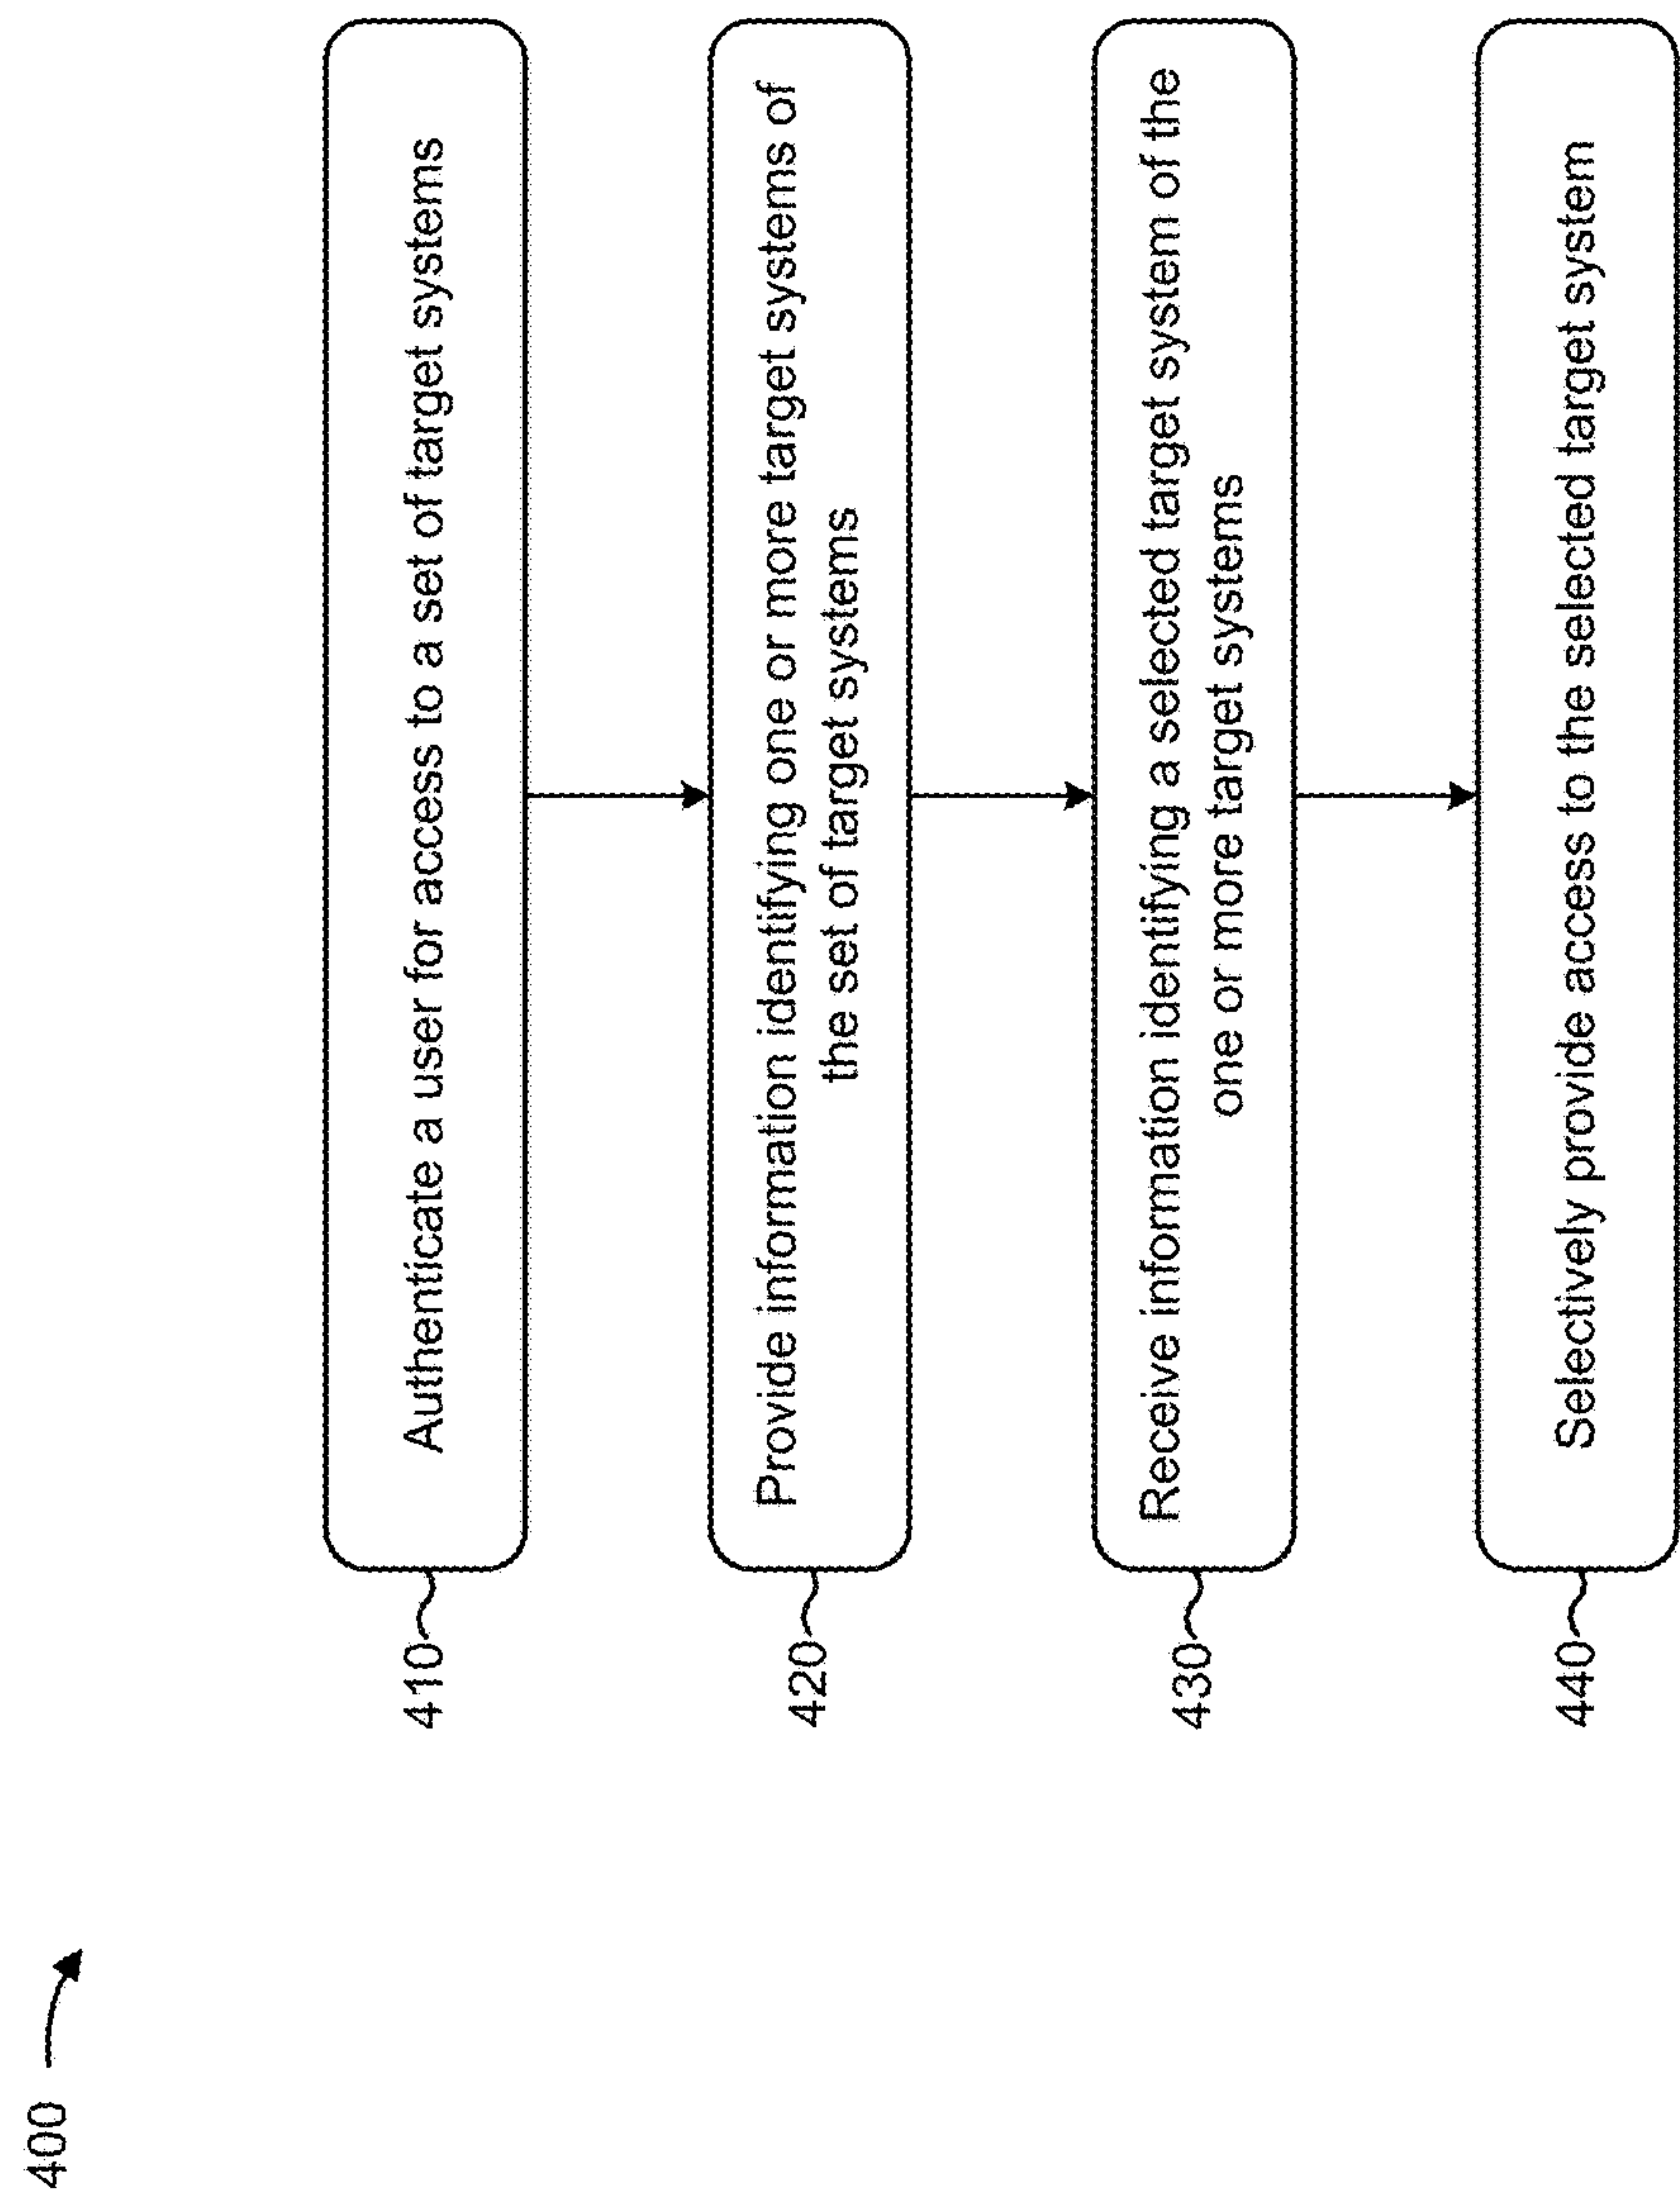 400
410
Authenticate a user for access to a set of target systems
420
Provide information identifying one or more target systems of
the set of target systems
430
Receive information identifying a selected target system of the
one or more target systems
440
Selectively provide access to the selected target system